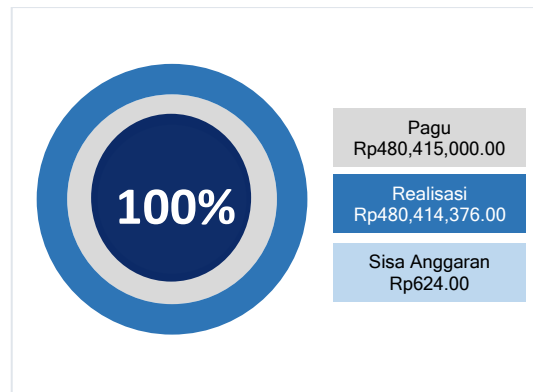 100%
Pagu
Rp480,415,000.00
Realisasi
Rp480,414,376.00
Sisa Anggaran
Rp624.00